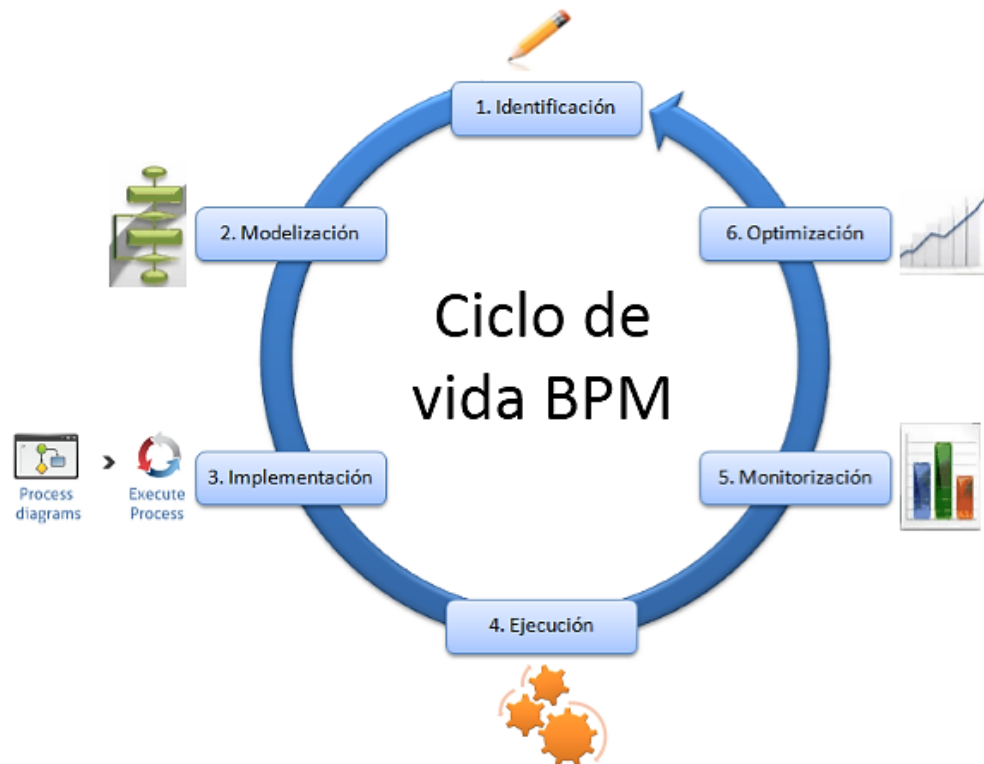 1. Identificación
2. Modelización
6. Optimización
Ciclo de
vida BPM
Process
diagrams
Execute
Process
3. Implementación
5. Monitorización
4. Ejecución